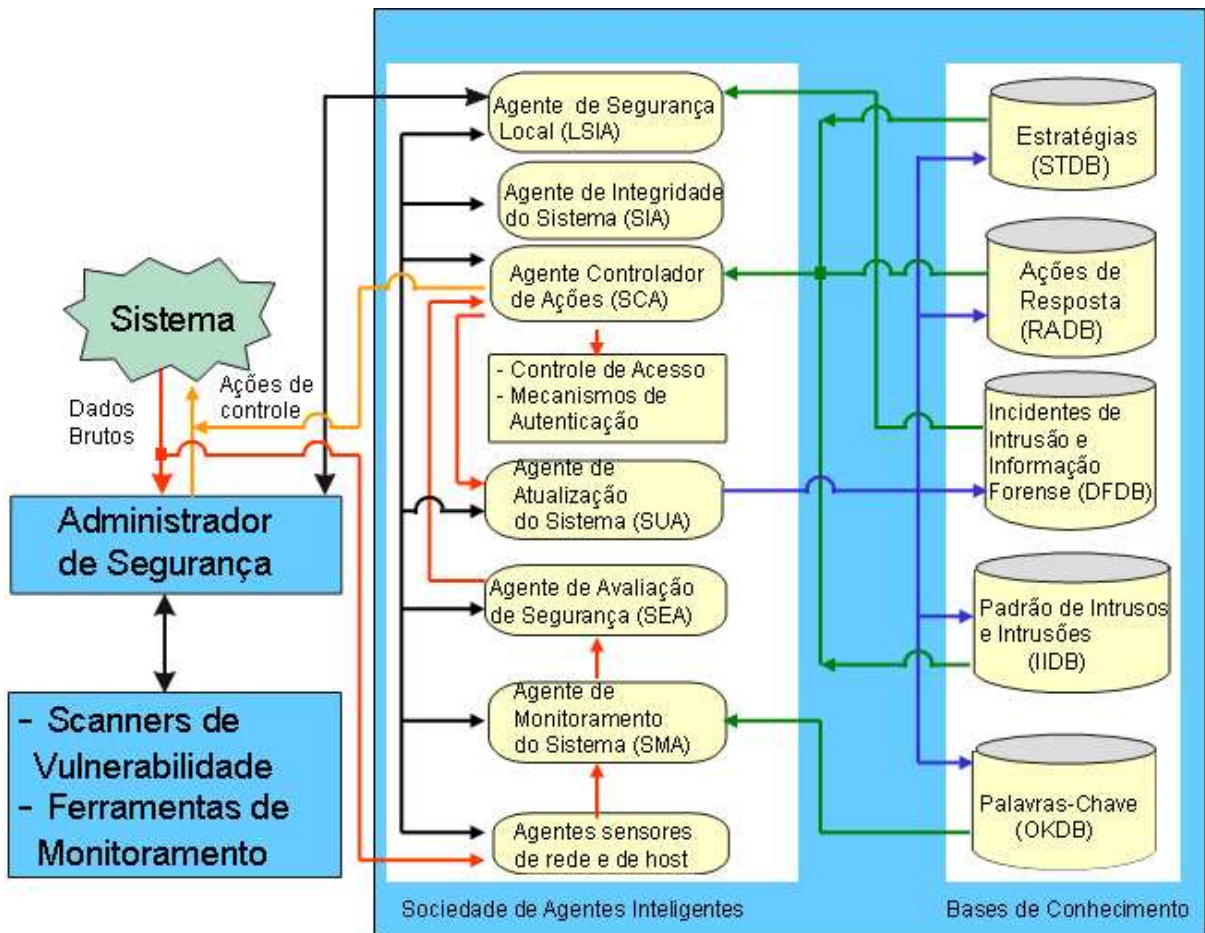 Sistema
Dados
Brutos
Ações de
controle
Administrador
de Segurança
- Scanners de
Vulnerabilidade
- Ferramentas de
Monitoramento
Agente de Segurança
Local (LSIA)
Agente de Integridade
do Sistema (SIA)
Agente Controlador
de Ações (SCA)
- Controle de Acesso
- Mecanismos de
Autenticação
Agente de
Atualização
do Sistema (SUA)
Agente de Avaliação
de Segurança (SEA)
Agente de
Monitoramento
do Sistema (SMA)
Agentes sensores
de rede e de host
Sociedade de Agentes Inteligentes
Estratégias
(STDB)
Ações de
Resposta
(RADB)
Incidentes de
Intrusão e
Informação
Forense (DFDB)
Padrão de Intrusos
e Intrusões
(IIDB)
Palavras-Chave
(OKDB)
Bases de Conhecimento